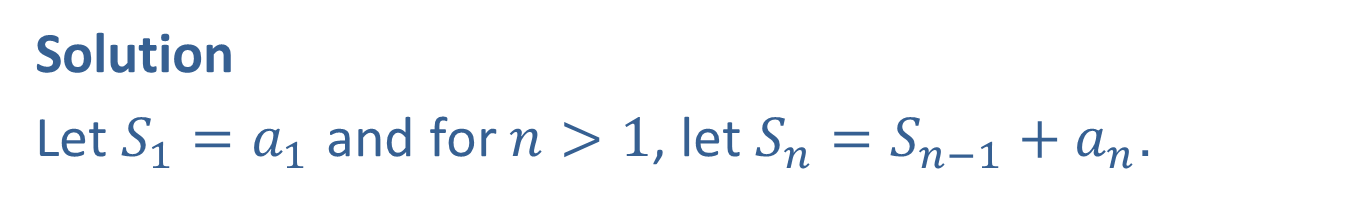 Solution
Let S₁ = a₁ and for n > 1, let Sₙ = Sₙ₋₁ + aₙ.